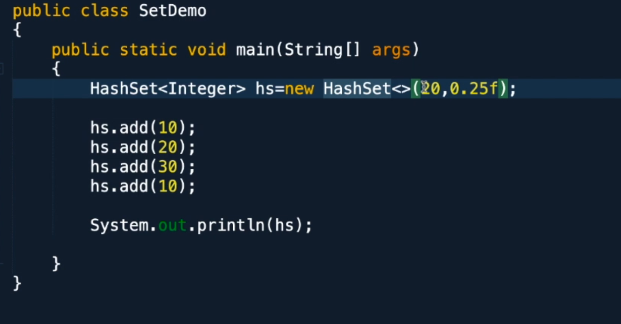 public class SetDemo
{
public static void main(String[] args)
{
HashSet<Integer> hs=new HashSet<>(20,0.25f);
hs.add(10);
hs.add(20);
hs.add(30);
hs.add(10);
System.out.println(hs);
}
}